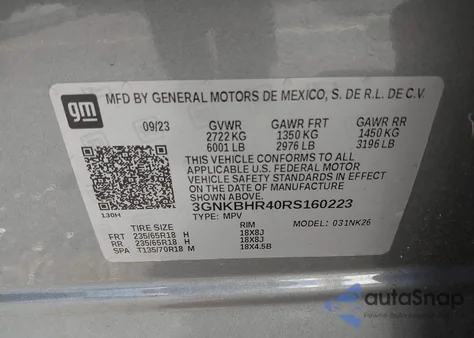 gm
MFD BY GENERAL MOTORS DE MEXICO, S. DE R.L. DE C.V.
09/23 GVWR GAWR FRT GAWR RR
2722 KG 1350 KG 1450 KG
6001 LB 2976 LB 3196 LB
THIS VEHICLE CONFORMS TO ALL
APPLICABLE U.S. FEDERAL MOTOR
VEHICLE SAFETY STANDARDS IN EFFECT
ON THE DATE OF MANUFACTURE SHOWN ABOVE.
3GNKBHR40RS160223
130H TYPE: MPV MODEL: 031NK26
TIRE SIZE RIM
FRT 235/65R18 H 18X8J
RR 235/65R18 H 18X8J
SPA T135/70R18 M 18X4.5B
autoSnap